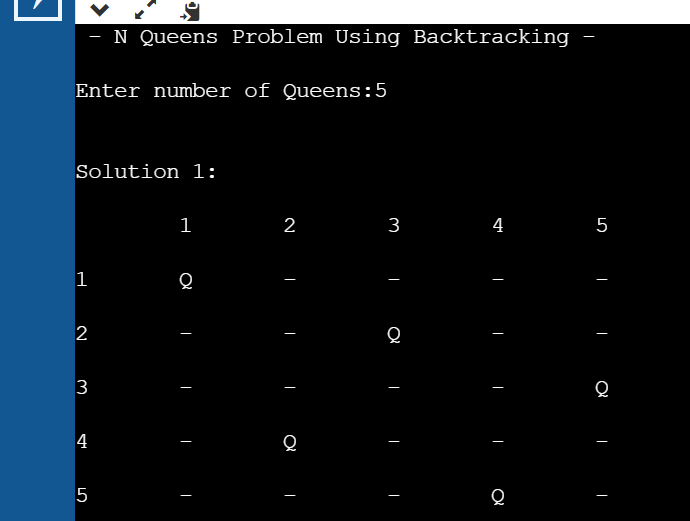 - N Queens Problem Using Backtracking -
Enter number of Queens:5
Solution 1:
1 2 3 4 5
1 Q - - - -
2 - - Q - -
3 - - - - Q
4 - Q - - -
5 - - - Q -